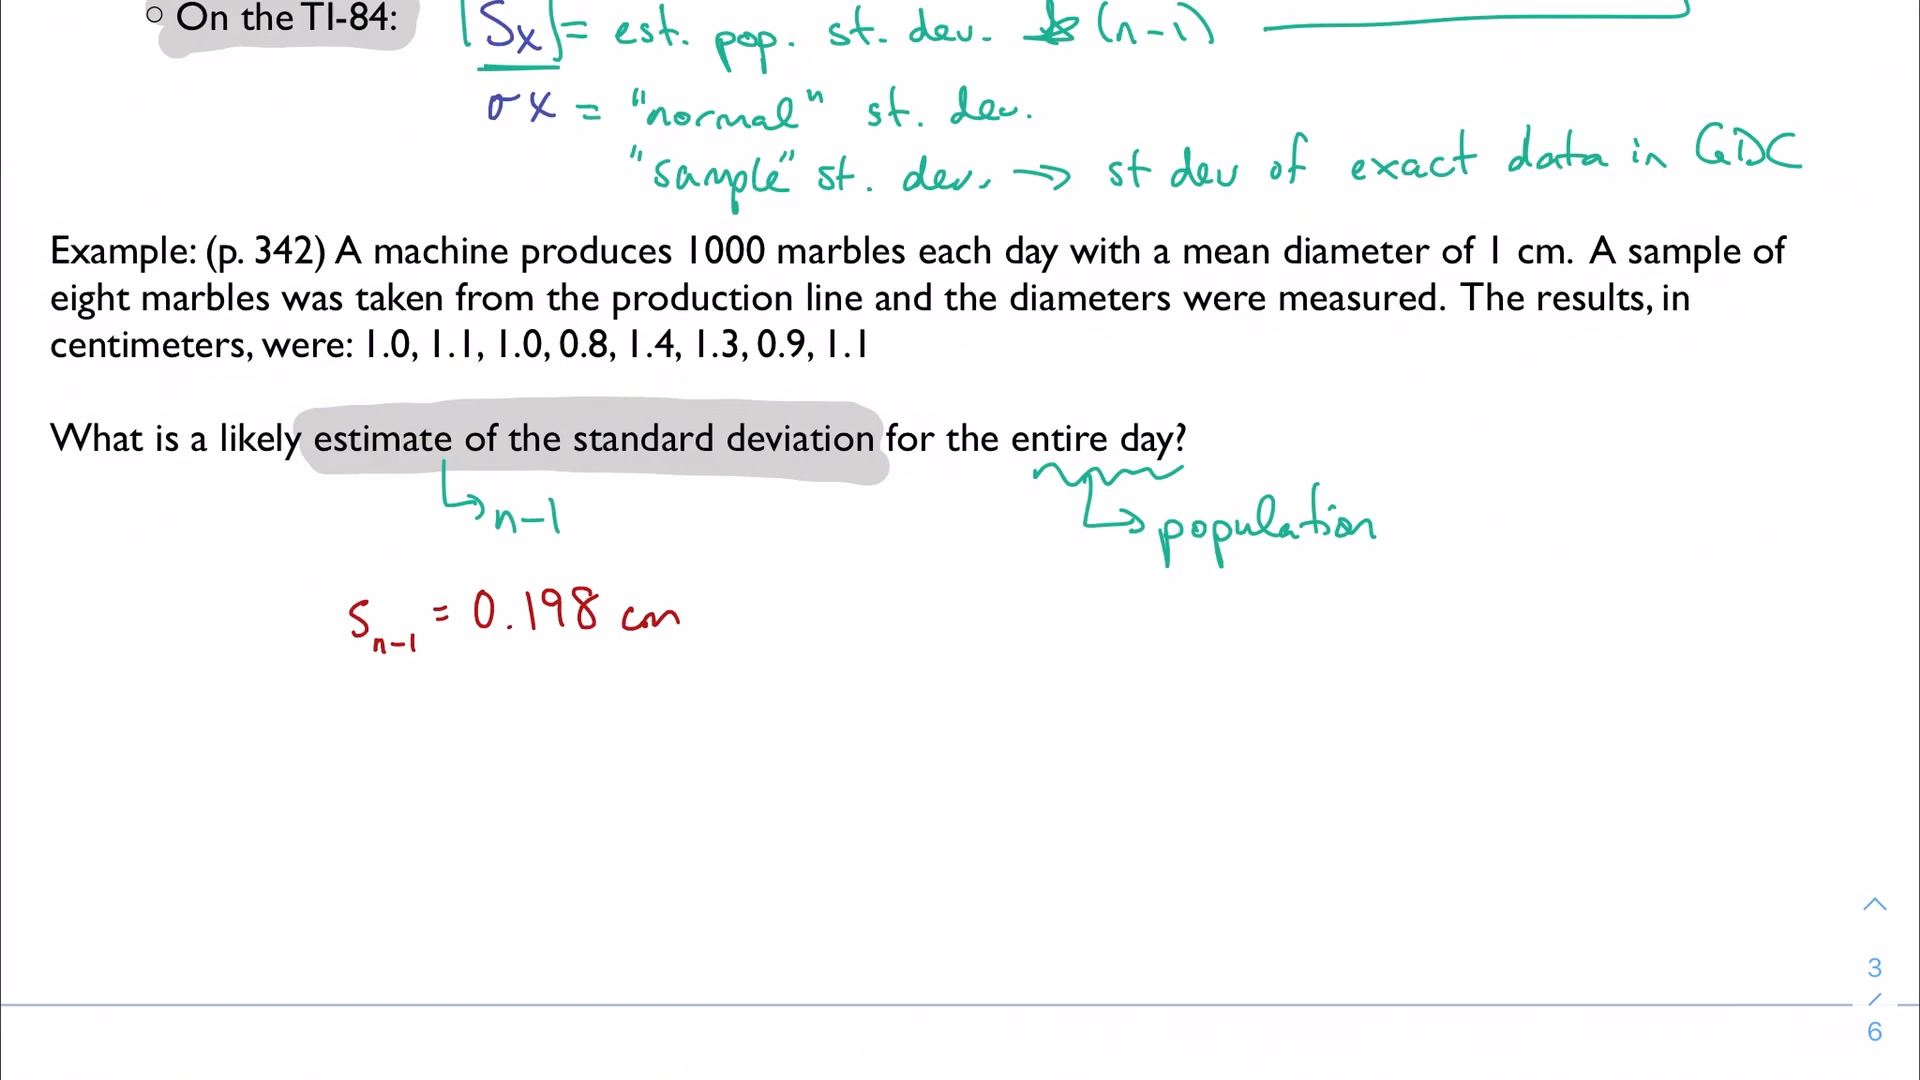 ○ On the TI-84: Sx = est. pop. st. dev. (n-1)
σx = "normal" st. dev.
"sample" st. dev. → st dev of exact data in GDC
Example: (p. 342) A machine produces 1000 marbles each day with a mean diameter of 1 cm. A sample of
eight marbles was taken from the production line and the diameters were measured. The results, in
centimeters, were: 1.0, 1.1, 1.0, 0.8, 1.4, 1.3, 0.9, 1.1
What is a likely estimate of the standard deviation for the entire day?
n-1
population
Sn-1 = 0.198 cm
3
/
6